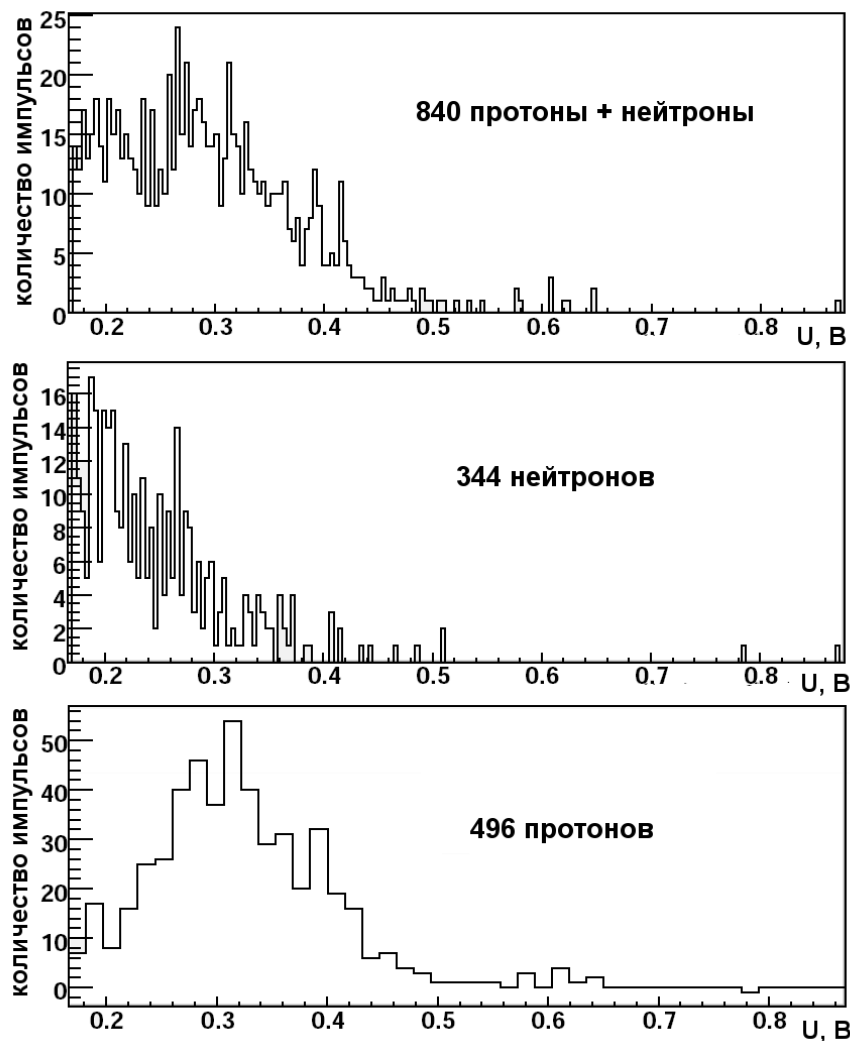 количество импульсов
25
20
15
10
5
0
840 протоны + нейтроны
0.2 0.3 0.4 0.5 0.6 0.7 0.8
U, В
количество импульсов
16
14
12
10
8
6
4
2
0
344 нейтронов
0.2 0.3 0.4 0.5 0.6 0.7 0.8
U, В
количество импульсов
50
40
30
20
10
0
496 протонов
0.2 0.3 0.4 0.5 0.6 0.7 0.8
U, В